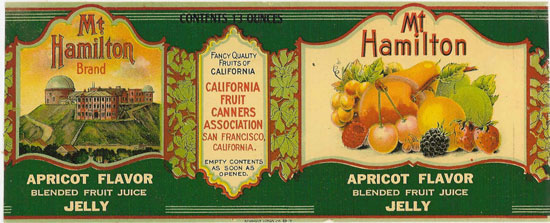 CONTENTS 13 OUNCES
Mt
Hamilton
Brand
APRICOT FLAVOR
BLENDED FRUIT JUICE
JELLY
FANCY QUALITY
FRUITS OF
CALIFORNIA
CALIFORNIA
FRUIT
CANNERS
ASSOCIATION
SAN FRANCISCO,
CALIFORNIA.
EMPTY CONTENTS
AS SOON AS
OPENED.
Mt
Hamilton
APRICOT FLAVOR
BLENDED FRUIT JUICE
JELLY